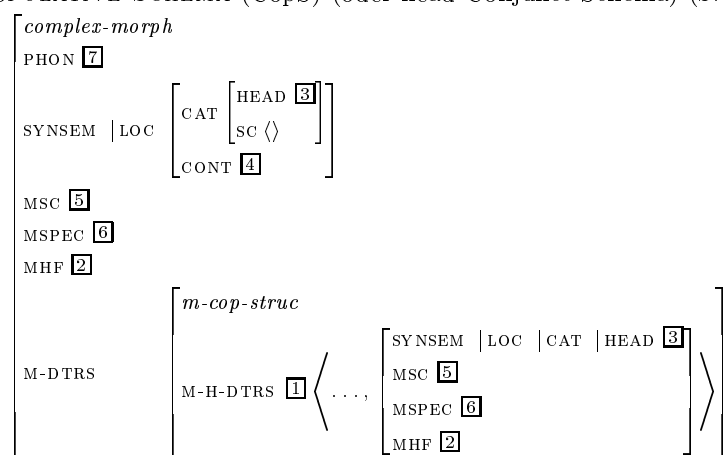 SCHEMA (CopS) (oder Head-Conjunct-Schema)
complex-morph
PHON 7
HEAD 3
CAT
SYNSEM |LOC
SC ⟨⟩
CONT 4
MSC 5
MSPEC 6
MHF 2
m-cop-struc
SYNSEM |LOC |CAT |HEAD 3
MSC 5
M-DTRS
M-H-DTRS 1 ⟨ ...,
MSPEC 6
MHF 2